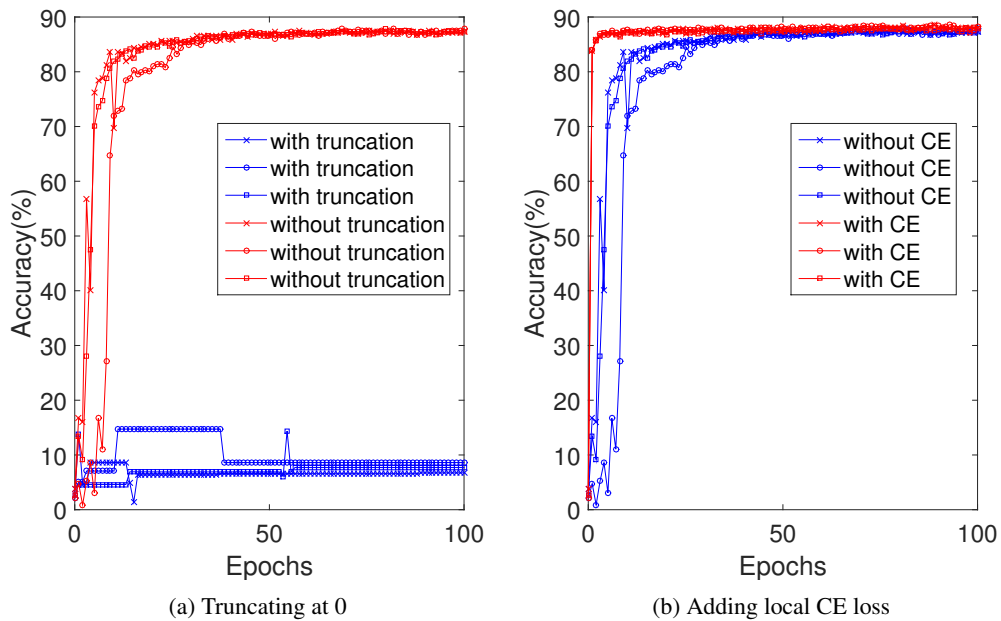 90
80
70
60
50
40
30
20
10
0
Accuracy(%)
with truncation
with truncation
with truncation
without truncation
without truncation
without truncation
0
50
100
Epochs
(a) Truncating at 0
90
80
70
60
50
40
30
20
10
0
Accuracy(%)
without CE
without CE
without CE
with CE
with CE
with CE
0
50
100
Epochs
(b) Adding local CE loss